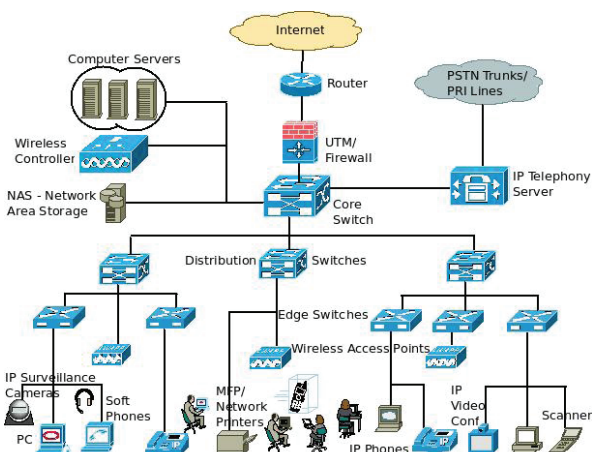 Internet
Computer Servers
Router
PSTN Trunks/
PRI Lines
Wireless
Controller
UTM/
Firewall
NAS - Network
Area Storage
Core
Switch
IP Telephony
Server
Distribution
Switches
Edge Switches
Wireless Access Points
IP Surveillance
Cameras
Soft
Phones
PC
MFP/
Network
Printers
IP Phones
IP
Video
Conf
Scanner